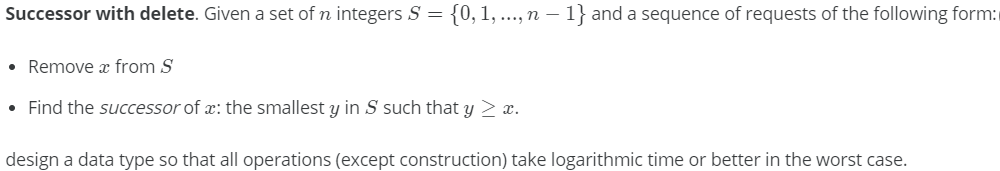 Successor with delete. Given a set of n integers S = {0, 1, ..., n − 1} and a sequence of requests of the following form:
• Remove x from S
• Find the successor of x: the smallest y in S such that y ≥ x.
design a data type so that all operations (except construction) take logarithmic time or better in the worst case.